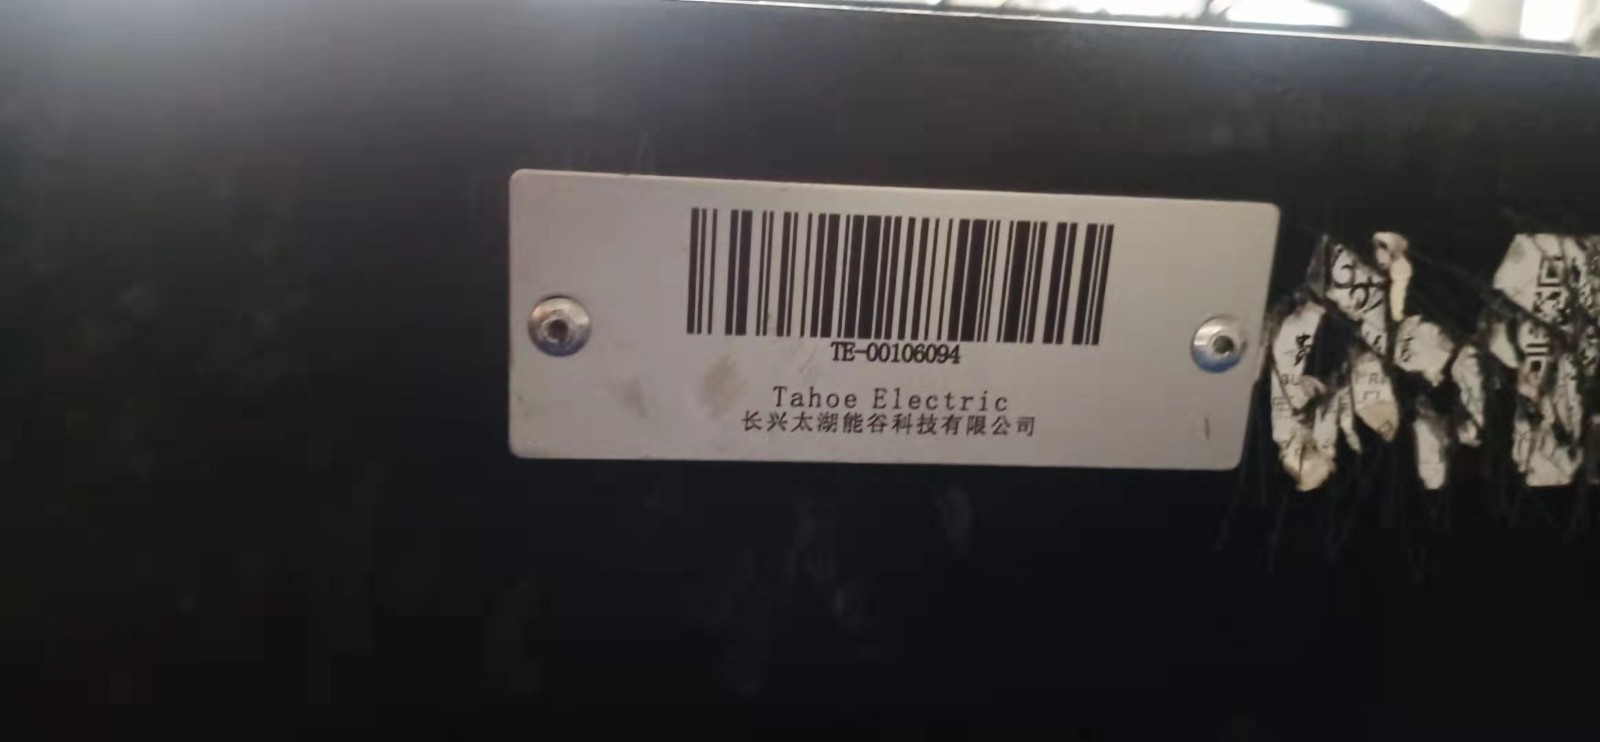 TE-00106094
Tahoe Electric
长兴太湖能谷科技有限公司